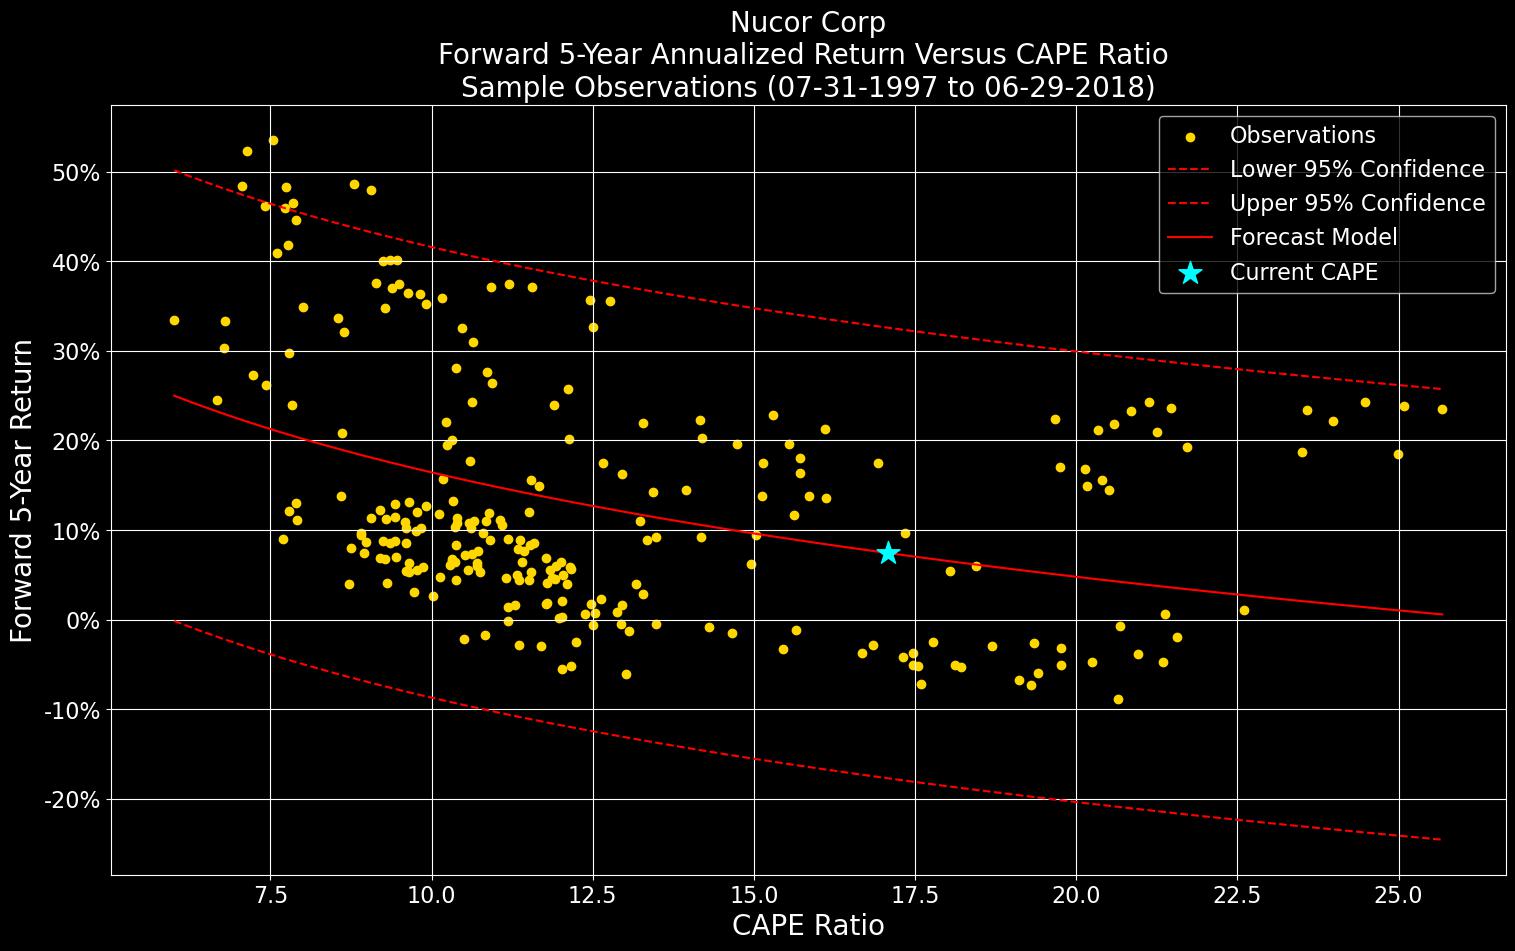 Nucor Corp
Forward 5-Year Annualized Return Versus CAPE Ratio
Sample Observations (07-31-1997 to 06-29-2018)
Observations
Lower 95% Confidence
Upper 95% Confidence
Forecast Model
Current CAPE
Forward 5-Year Return
50%
40%
30%
20%
10%
0%
-10%
-20%
7.5 10.0 12.5 15.0 17.5 20.0 22.5 25.0
CAPE Ratio